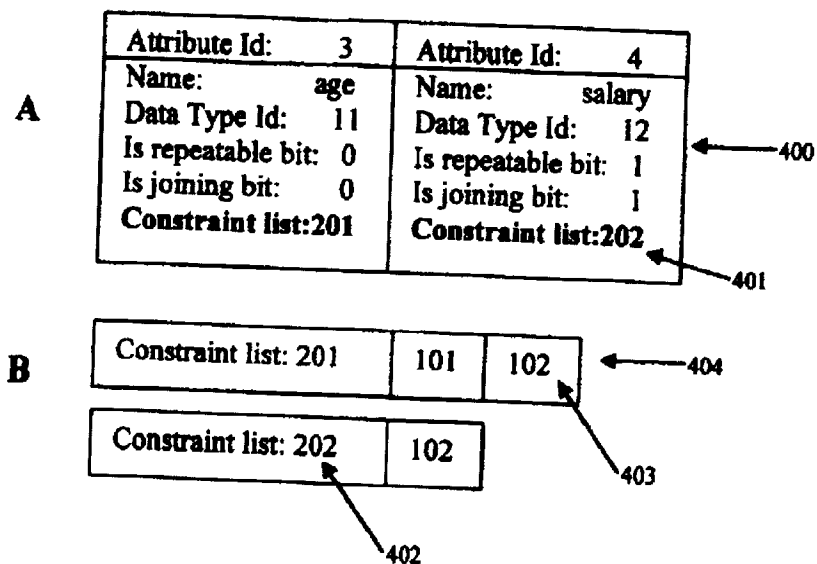 A
Attribute Id: 3
Name: age
Data Type Id: 11
Is repeatable bit: 0
Is joining bit: 0
Constraint list:201
Attribute Id: 4
Name: salary
Data Type Id: 12
Is repeatable bit: 1
Is joining bit: 1
Constraint list:202
400
401
B
Constraint list: 201 101 102
404
403
Constraint list: 202 102
402